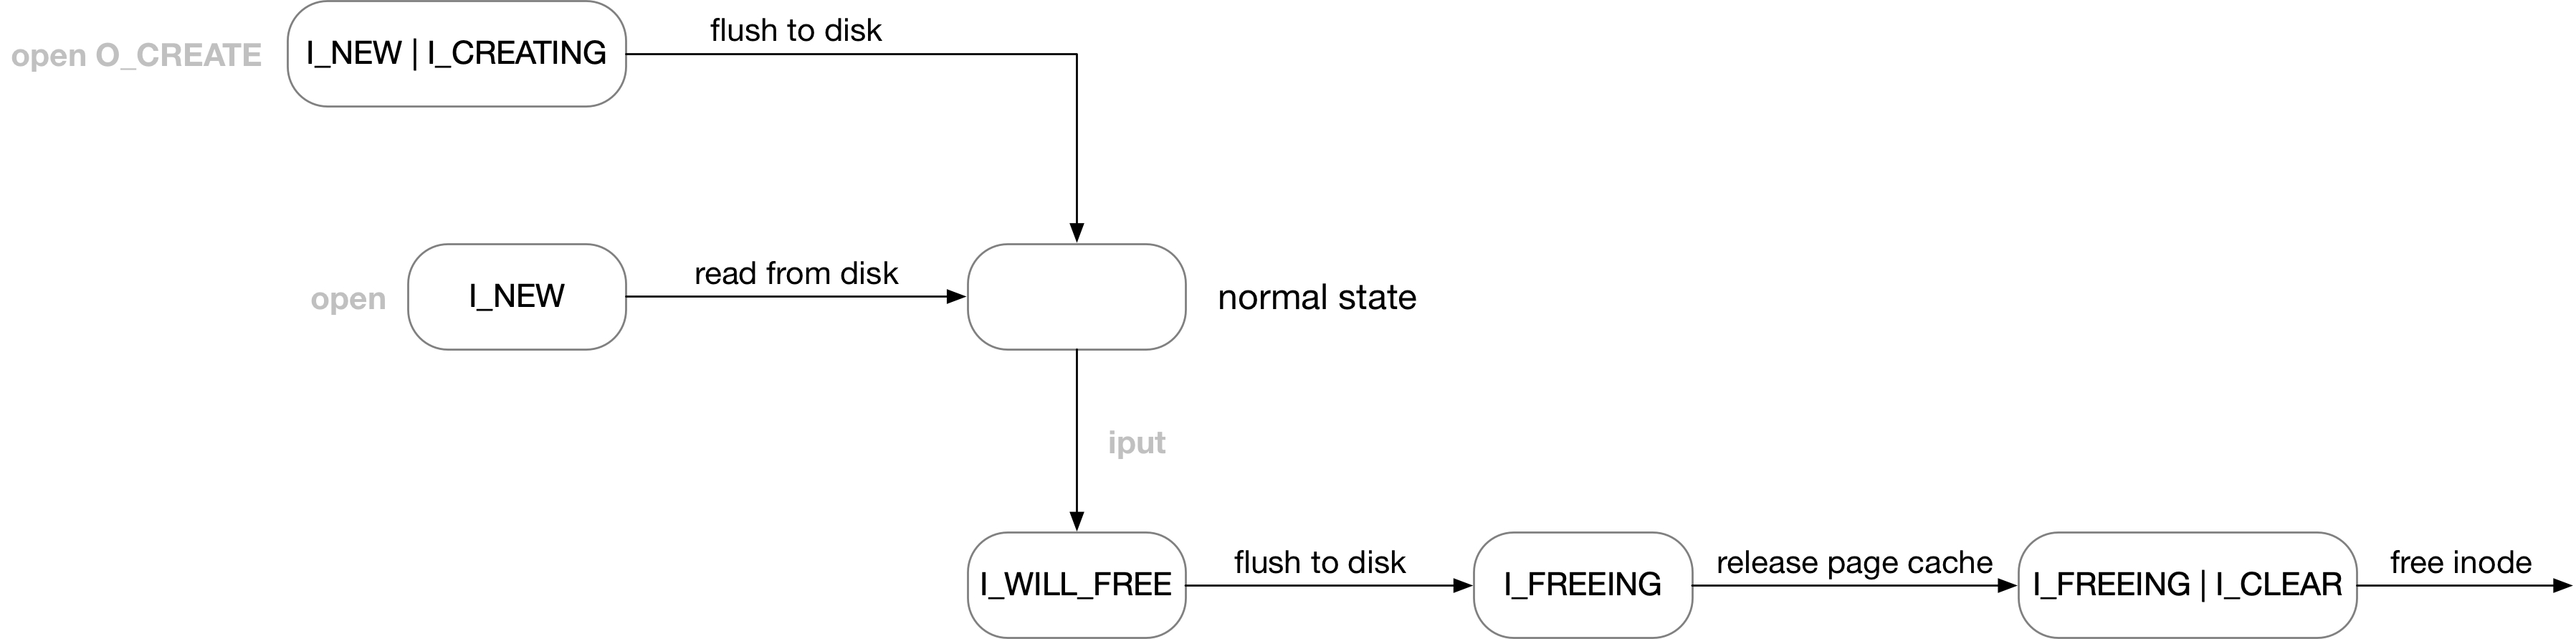 flush to disk
open O_CREATE
I_NEW | I_CREATING
read from disk
open
I_NEW
normal state
iput
I_WILL_FREE
flush to disk
I_FREEING
release page cache
I_FREEING | I_CLEAR
free inode